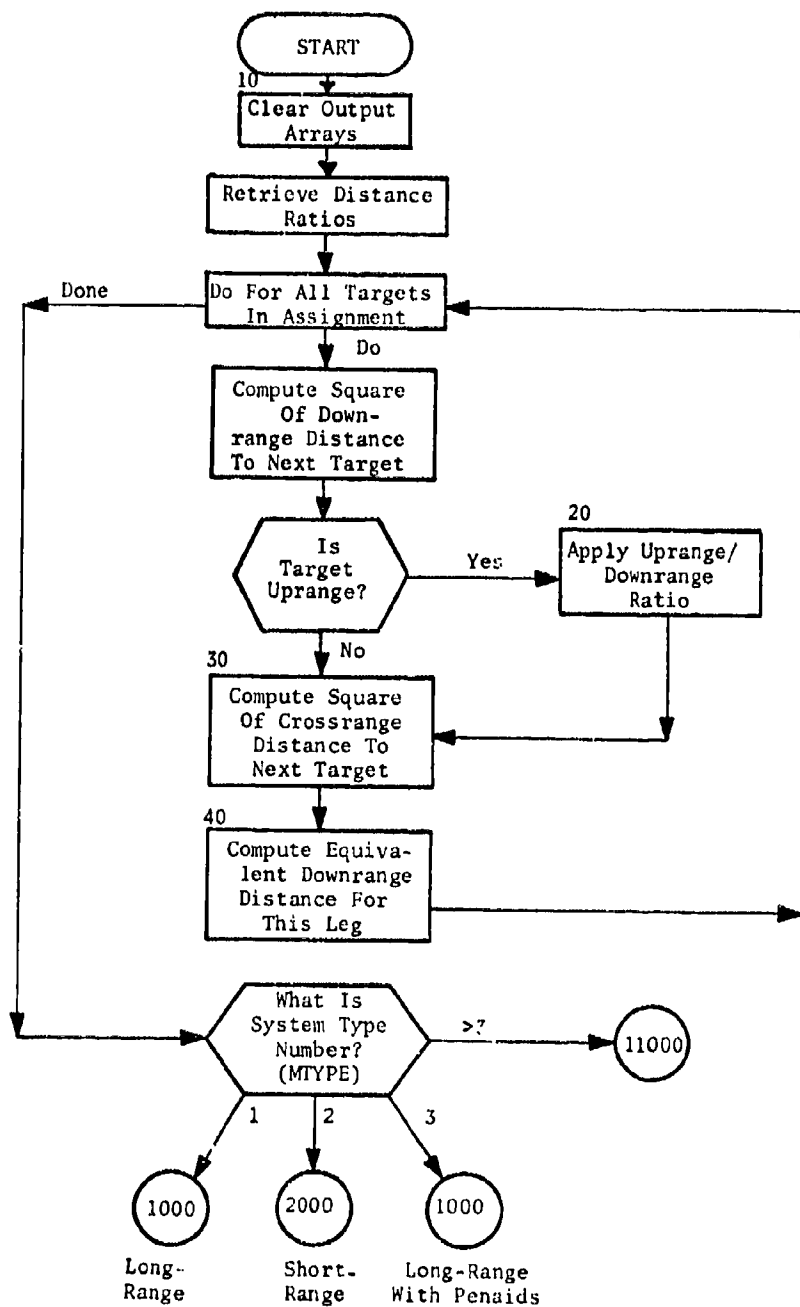 START
10
Clear Output
Arrays
Retrieve Distance
Ratios
Done
Do For All Targets
In Assignment
Do
Compute Square
Of Down-
range Distance
To Next Target
Is
Target
Uprange?
Yes
20
Apply Uprange/
Downrange
Ratio
No
30
Compute Square
Of Crossrange
Distance To
Next Target
40
Compute Equiva-
lent Downrange
Distance For
This Leg
What Is
System Type
Number?
(MTYPE)
11000
1
2
3
1000
2000
1000
Long-
Range
Short-
Range
Long-Range
With Penaids